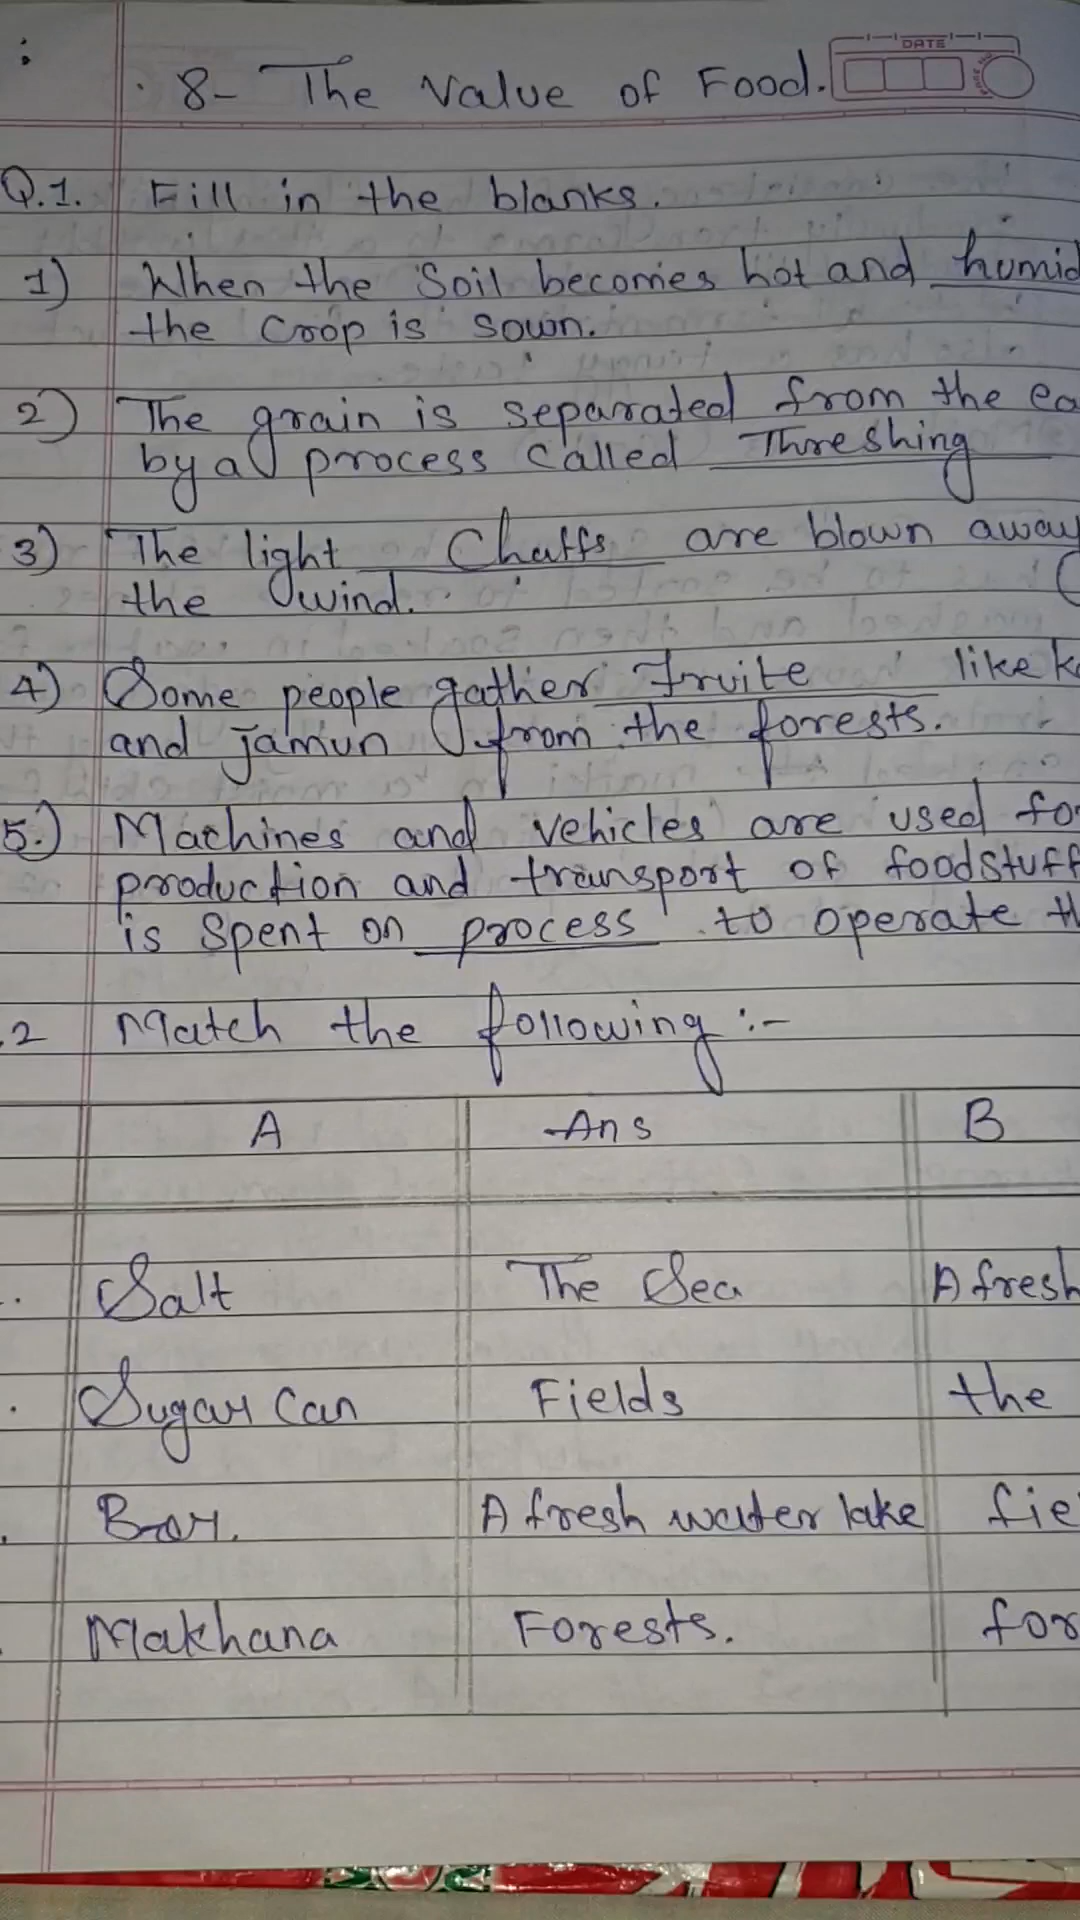 8- The Value of Food.
DATE
Q.1. Fill in the blanks.
1) When the Soil becomes hot and humid
the Crop is sown.
2) The grain is separated from the ea
by a process called Threshing
3) The light Chaffs are blown away
the wind.
4) Some people gather Fruite like k
and jamun from the forests.
5.) Machines and vehicles are used for
production and transport of foodstuff
is Spent on process to operate th
.2 Match the following :-
A Ans B
Salt The Sea A fresh
Sugar Can Fields the
Bor. A fresh water lake fie
Makhana Forests. for